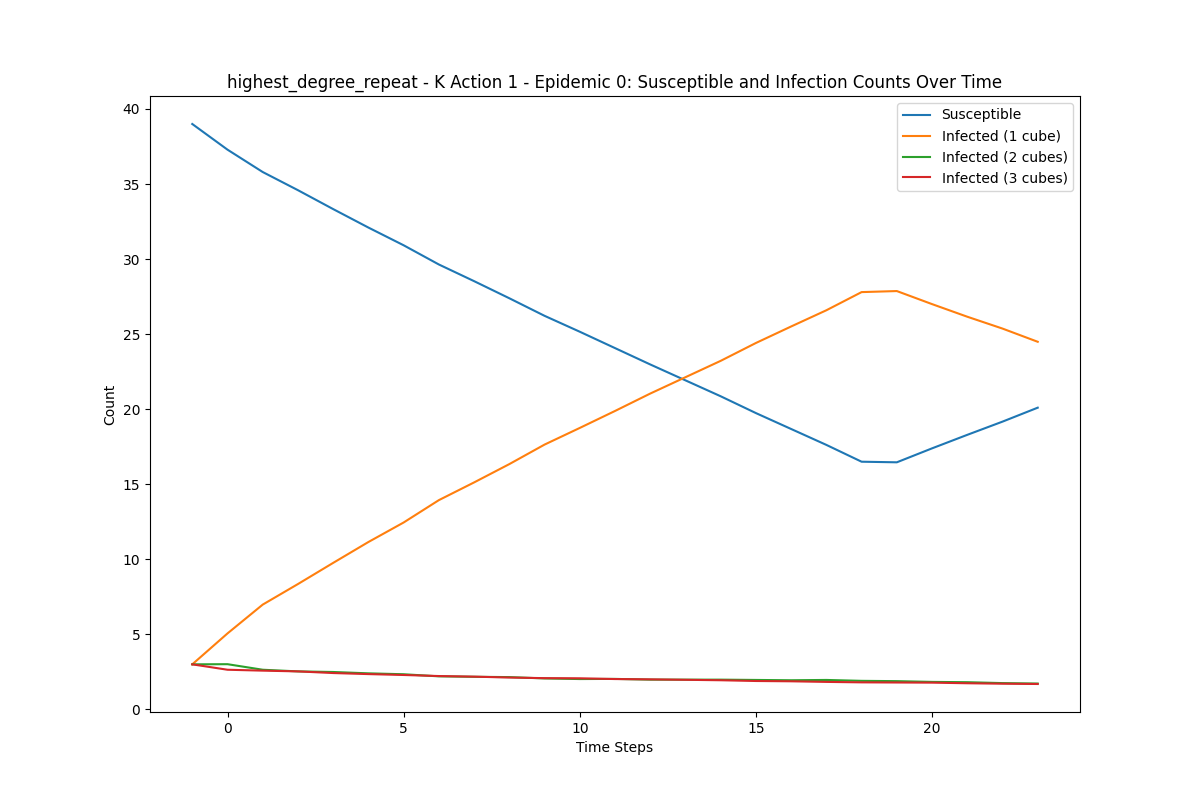 highest_degree_repeat - K Action 1 - Epidemic 0: Susceptible and Infection Counts Over Time
40
35
30
25
20
15
10
5
0
Count
Susceptible
Infected (1 cube)
Infected (2 cubes)
Infected (3 cubes)
0 5 10 15 20
Time Steps